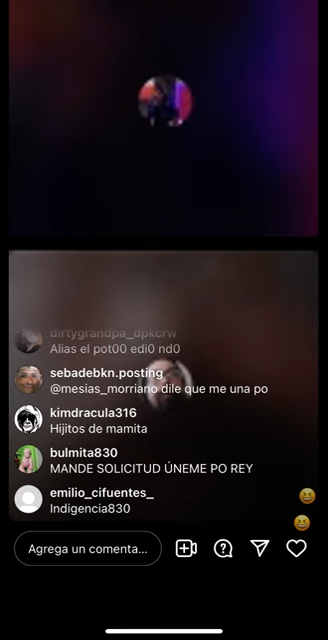 dirtygrandpa_dpkcrw
Alias el pot00 edi0 nd0
sebadebkn.posting
@mesias_morriano dile que me una po
kimdracula316
Hijitos de mamita
bulmita830
MANDE SOLICITUD ÚNEME PO REY
emilio_cifuentes_
Indigencia830
Agrega un comenta...